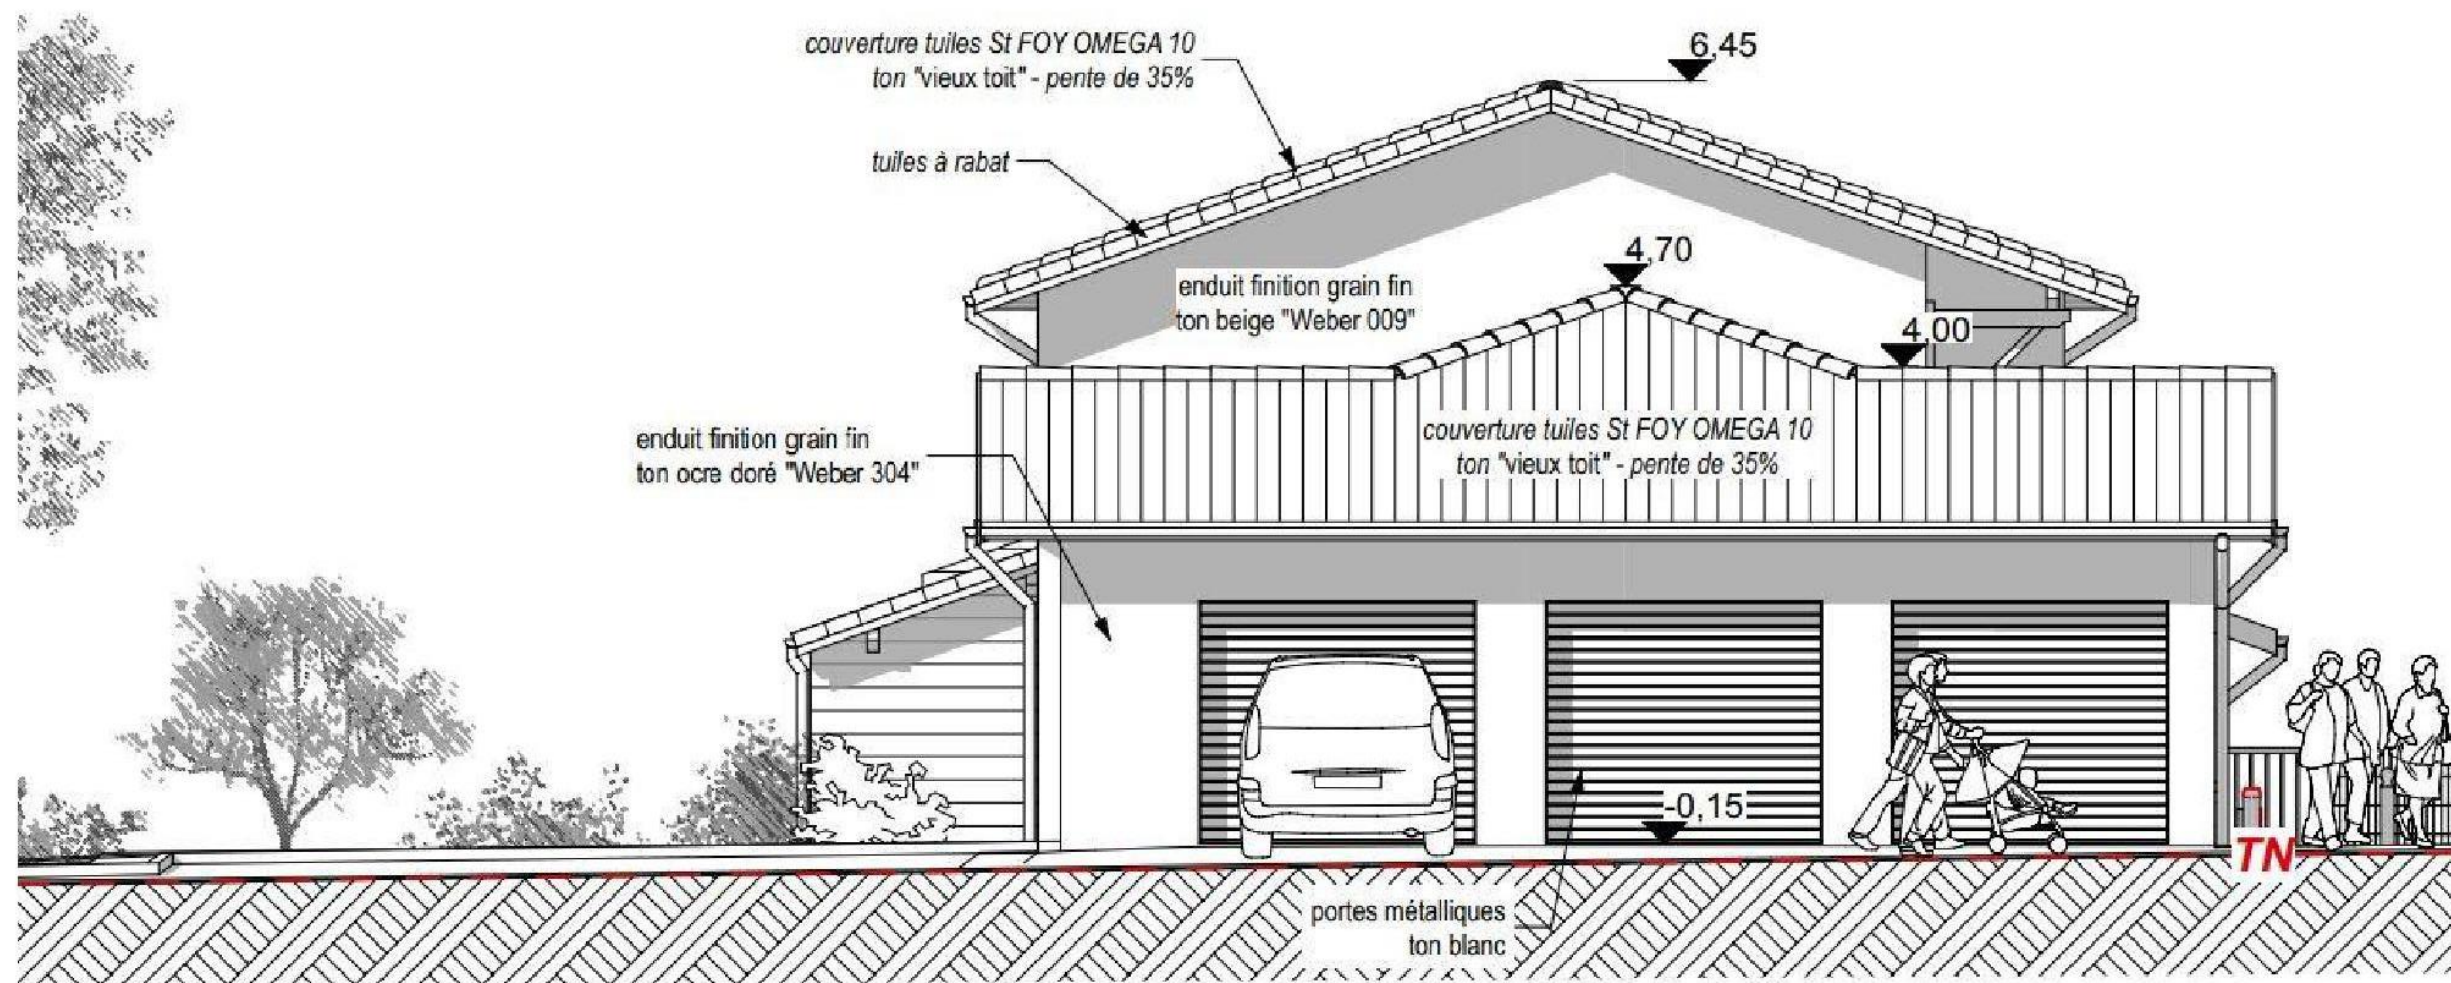 couverture tuiles St FOY OMEGA 10
ton "vieux toit" - pente de 35%
6,45
tuiles à rabat
4,70
enduit finition grain fin
ton beige "Weber 009"
4,00
enduit finition grain fin
ton ocre doré "Weber 304"
couverture tuiles St FOY OMEGA 10
ton "vieux toit" - pente de 35%
-0,15
TN
portes métalliques
ton blanc